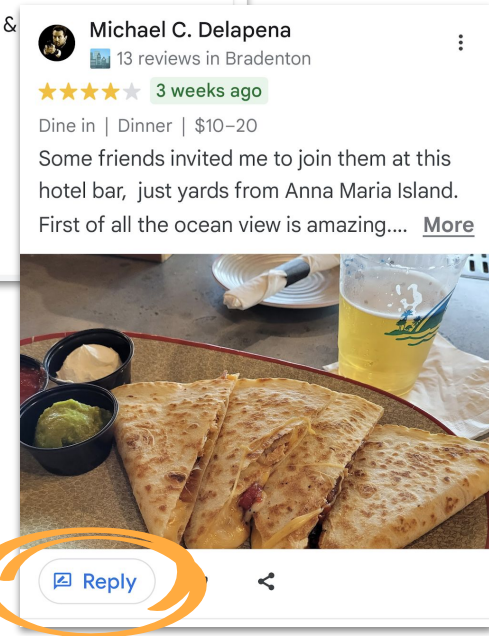 &
Michael C. Delapena
13 reviews in Bradenton
3 weeks ago
Dine in | Dinner | $10–20
Some friends invited me to join them at this
hotel bar, just yards from Anna Maria Island.
First of all the ocean view is amazing.... More
Reply